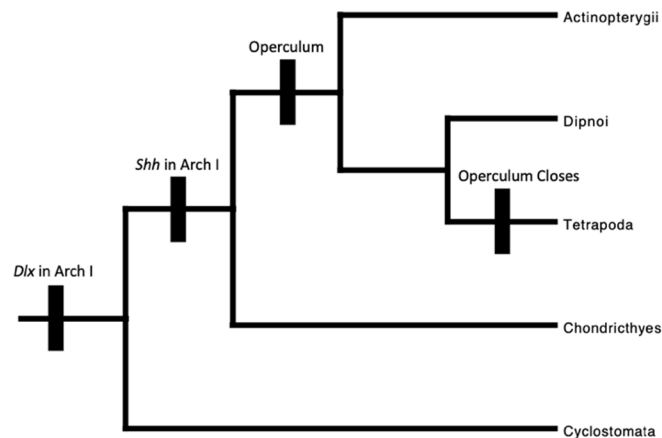 Actinopterygii
Operculum
Dipnoi
Shh in Arch I
Operculum Closes
Tetrapoda
Dlx in Arch I
Chondricthyes
Cyclostomata